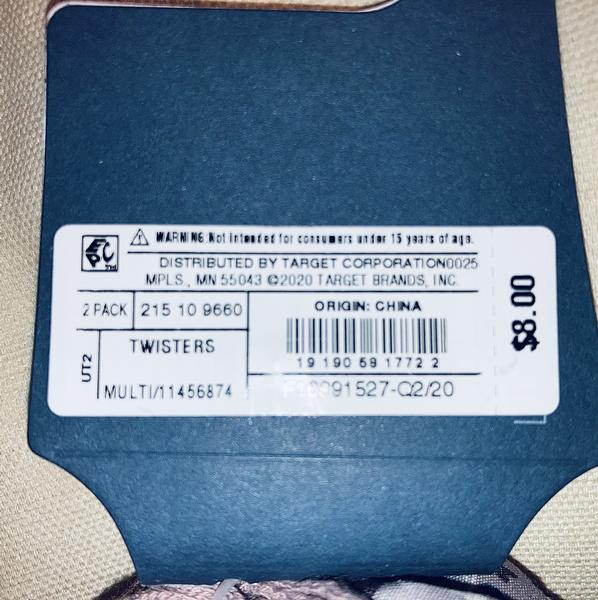 EPC TM
WARNING: Not intended for consumers under 15 years of age.
DISTRIBUTED BY TARGET CORPORATION0025
MPLS., MN 55043 ©2020 TARGET BRANDS, INC.
2 PACK
215 10 9660
ORIGIN: CHINA
UT2
TWISTERS
19 190 58 1772 2
MULTI/11456874
$8.00